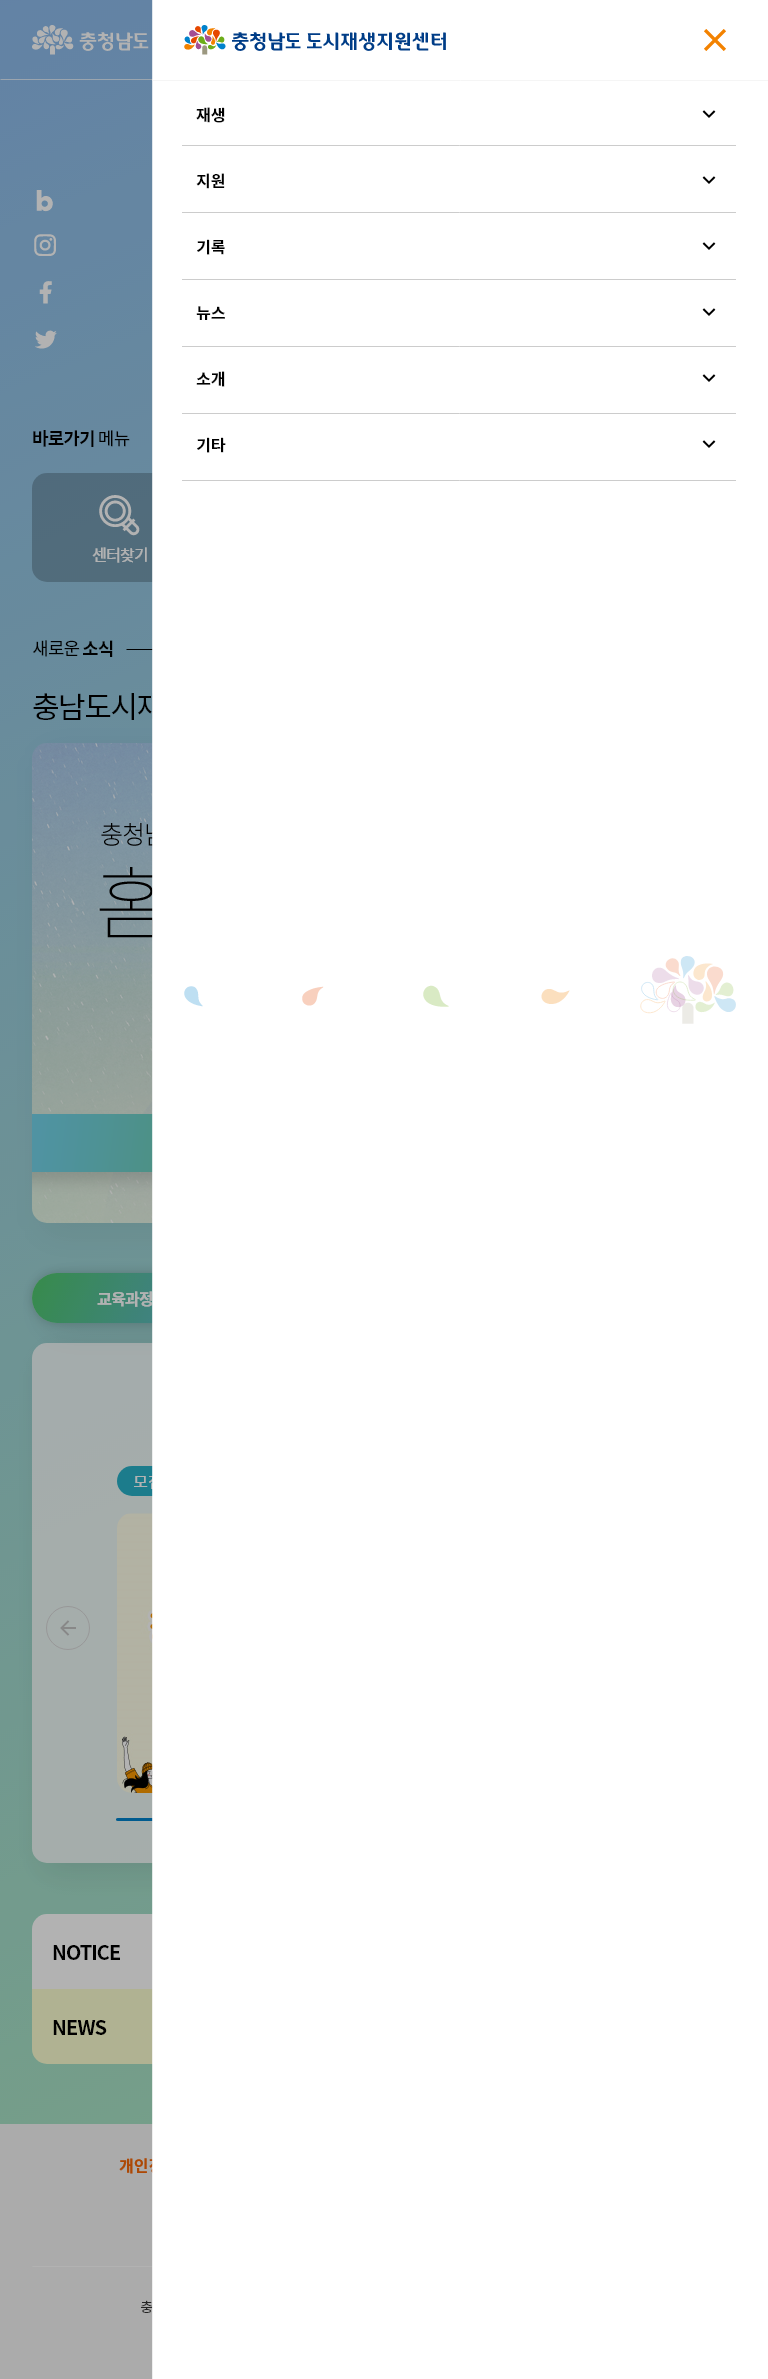 충청남도
충청남도 도시재생지원센터
재생
지원
기록
뉴스
소개
기타
바로가기 메뉴
센터찾기
새로운 소식
충남도시
충청
홈
교육과정
모
NOTICE
NEWS
개인
충